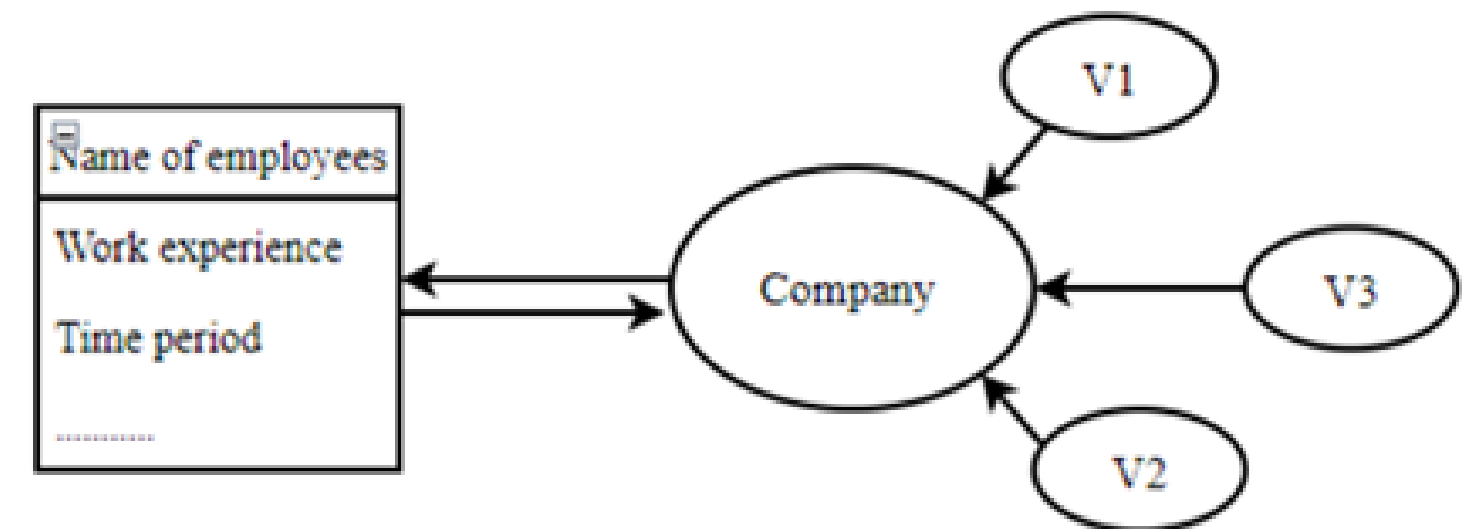 Name of employees
Work experience
Time period
...........
Company
V1
V3
V2